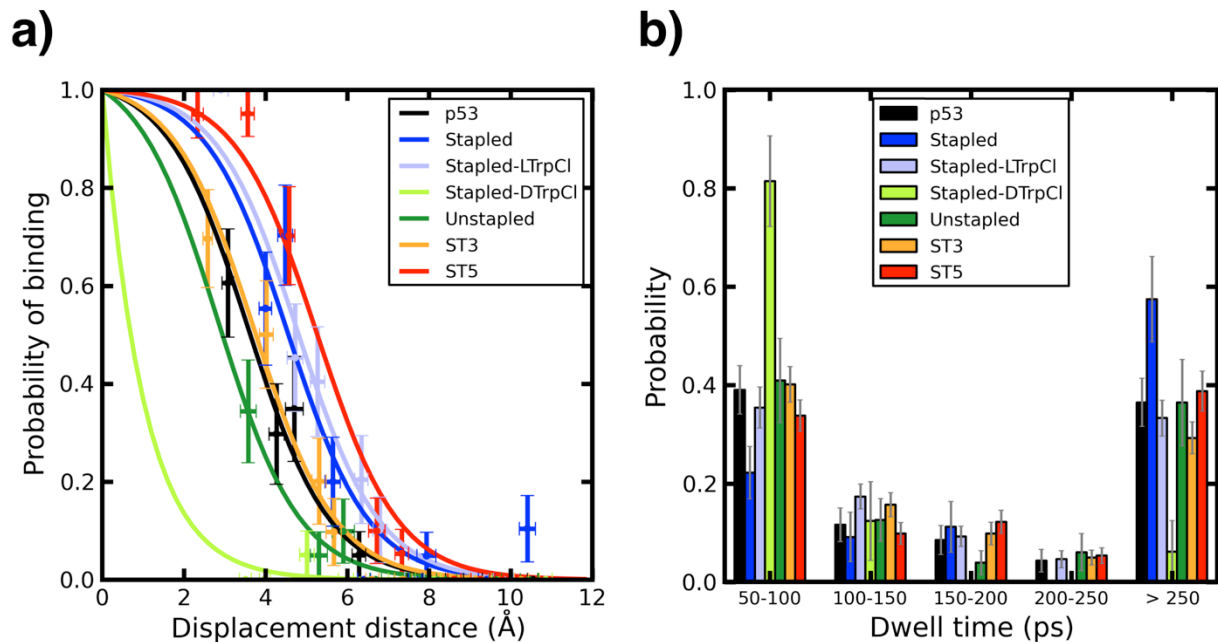 a)
1.0
0.8
0.6
0.4
0.2
0.0
Probability of binding
p53
Stapled
Stapled-LTrpCl
Stapled-DTrpCl
Unstapled
ST3
ST5
0 2 4 6 8 10 12
Displacement distance (Å)
b)
1.0
0.8
0.6
0.4
0.2
0.0
Probability
p53
Stapled
Stapled-LTrpCl
Stapled-DTrpCl
Unstapled
ST3
ST5
50-100 100-150 150-200 200-250 > 250
Dwell time (ps)